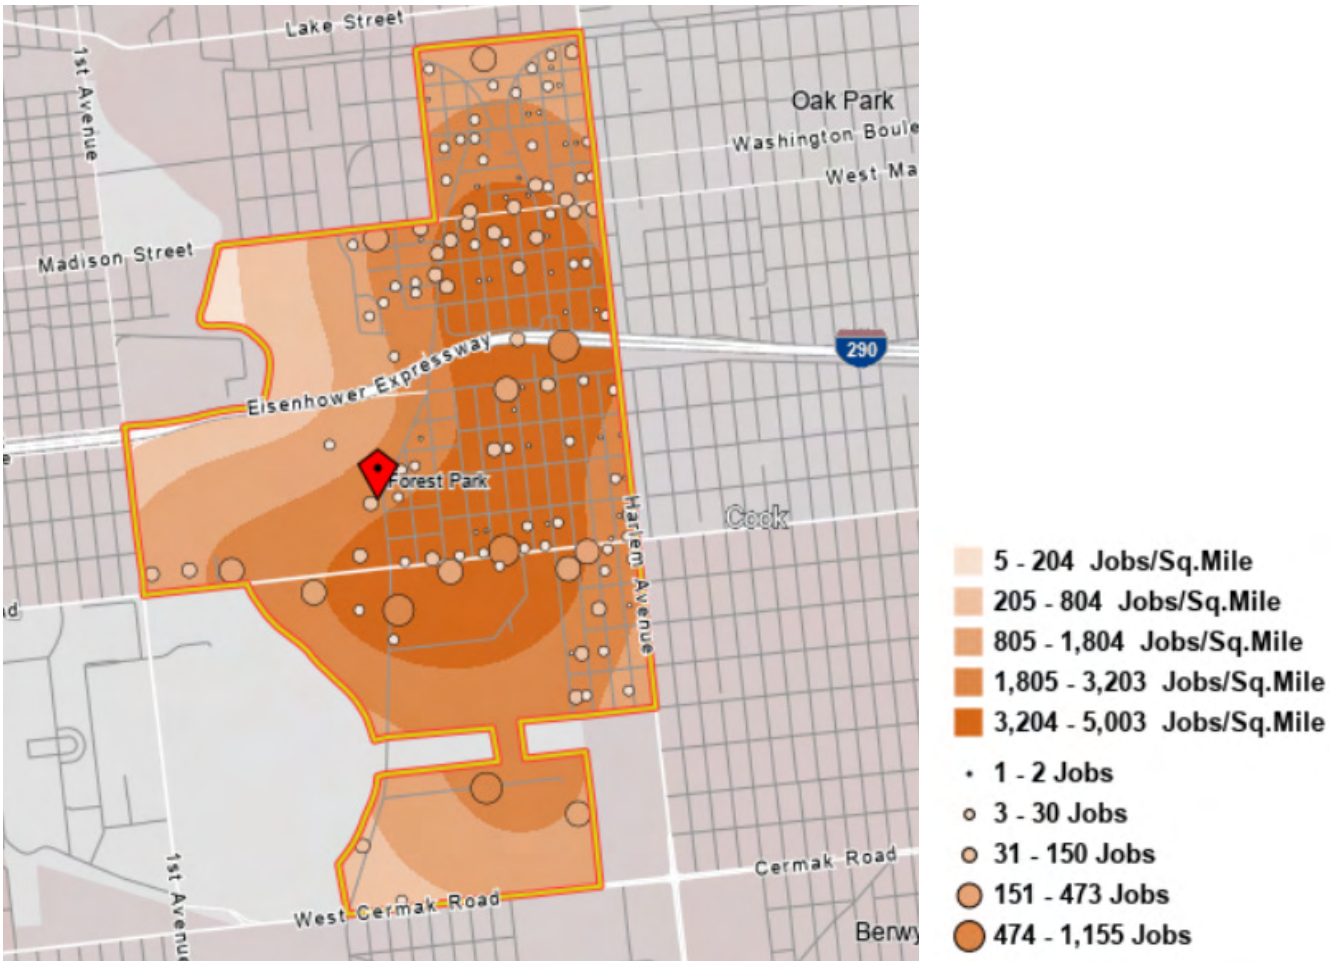 Lake Street
1st Avenue
Oak Park
Washington Boule
West Ma
Madison Street
290
Eisenhower Expressway
e
Forest Park
Harlem Avenue
Cook
ad
1st Avenue
Cermak Road
West Cermak Road
Berwy
5 - 204 Jobs/Sq.Mile
205 - 804 Jobs/Sq.Mile
805 - 1,804 Jobs/Sq.Mile
1,805 - 3,203 Jobs/Sq.Mile
3,204 - 5,003 Jobs/Sq.Mile
1 - 2 Jobs
3 - 30 Jobs
31 - 150 Jobs
151 - 473 Jobs
474 - 1,155 Jobs